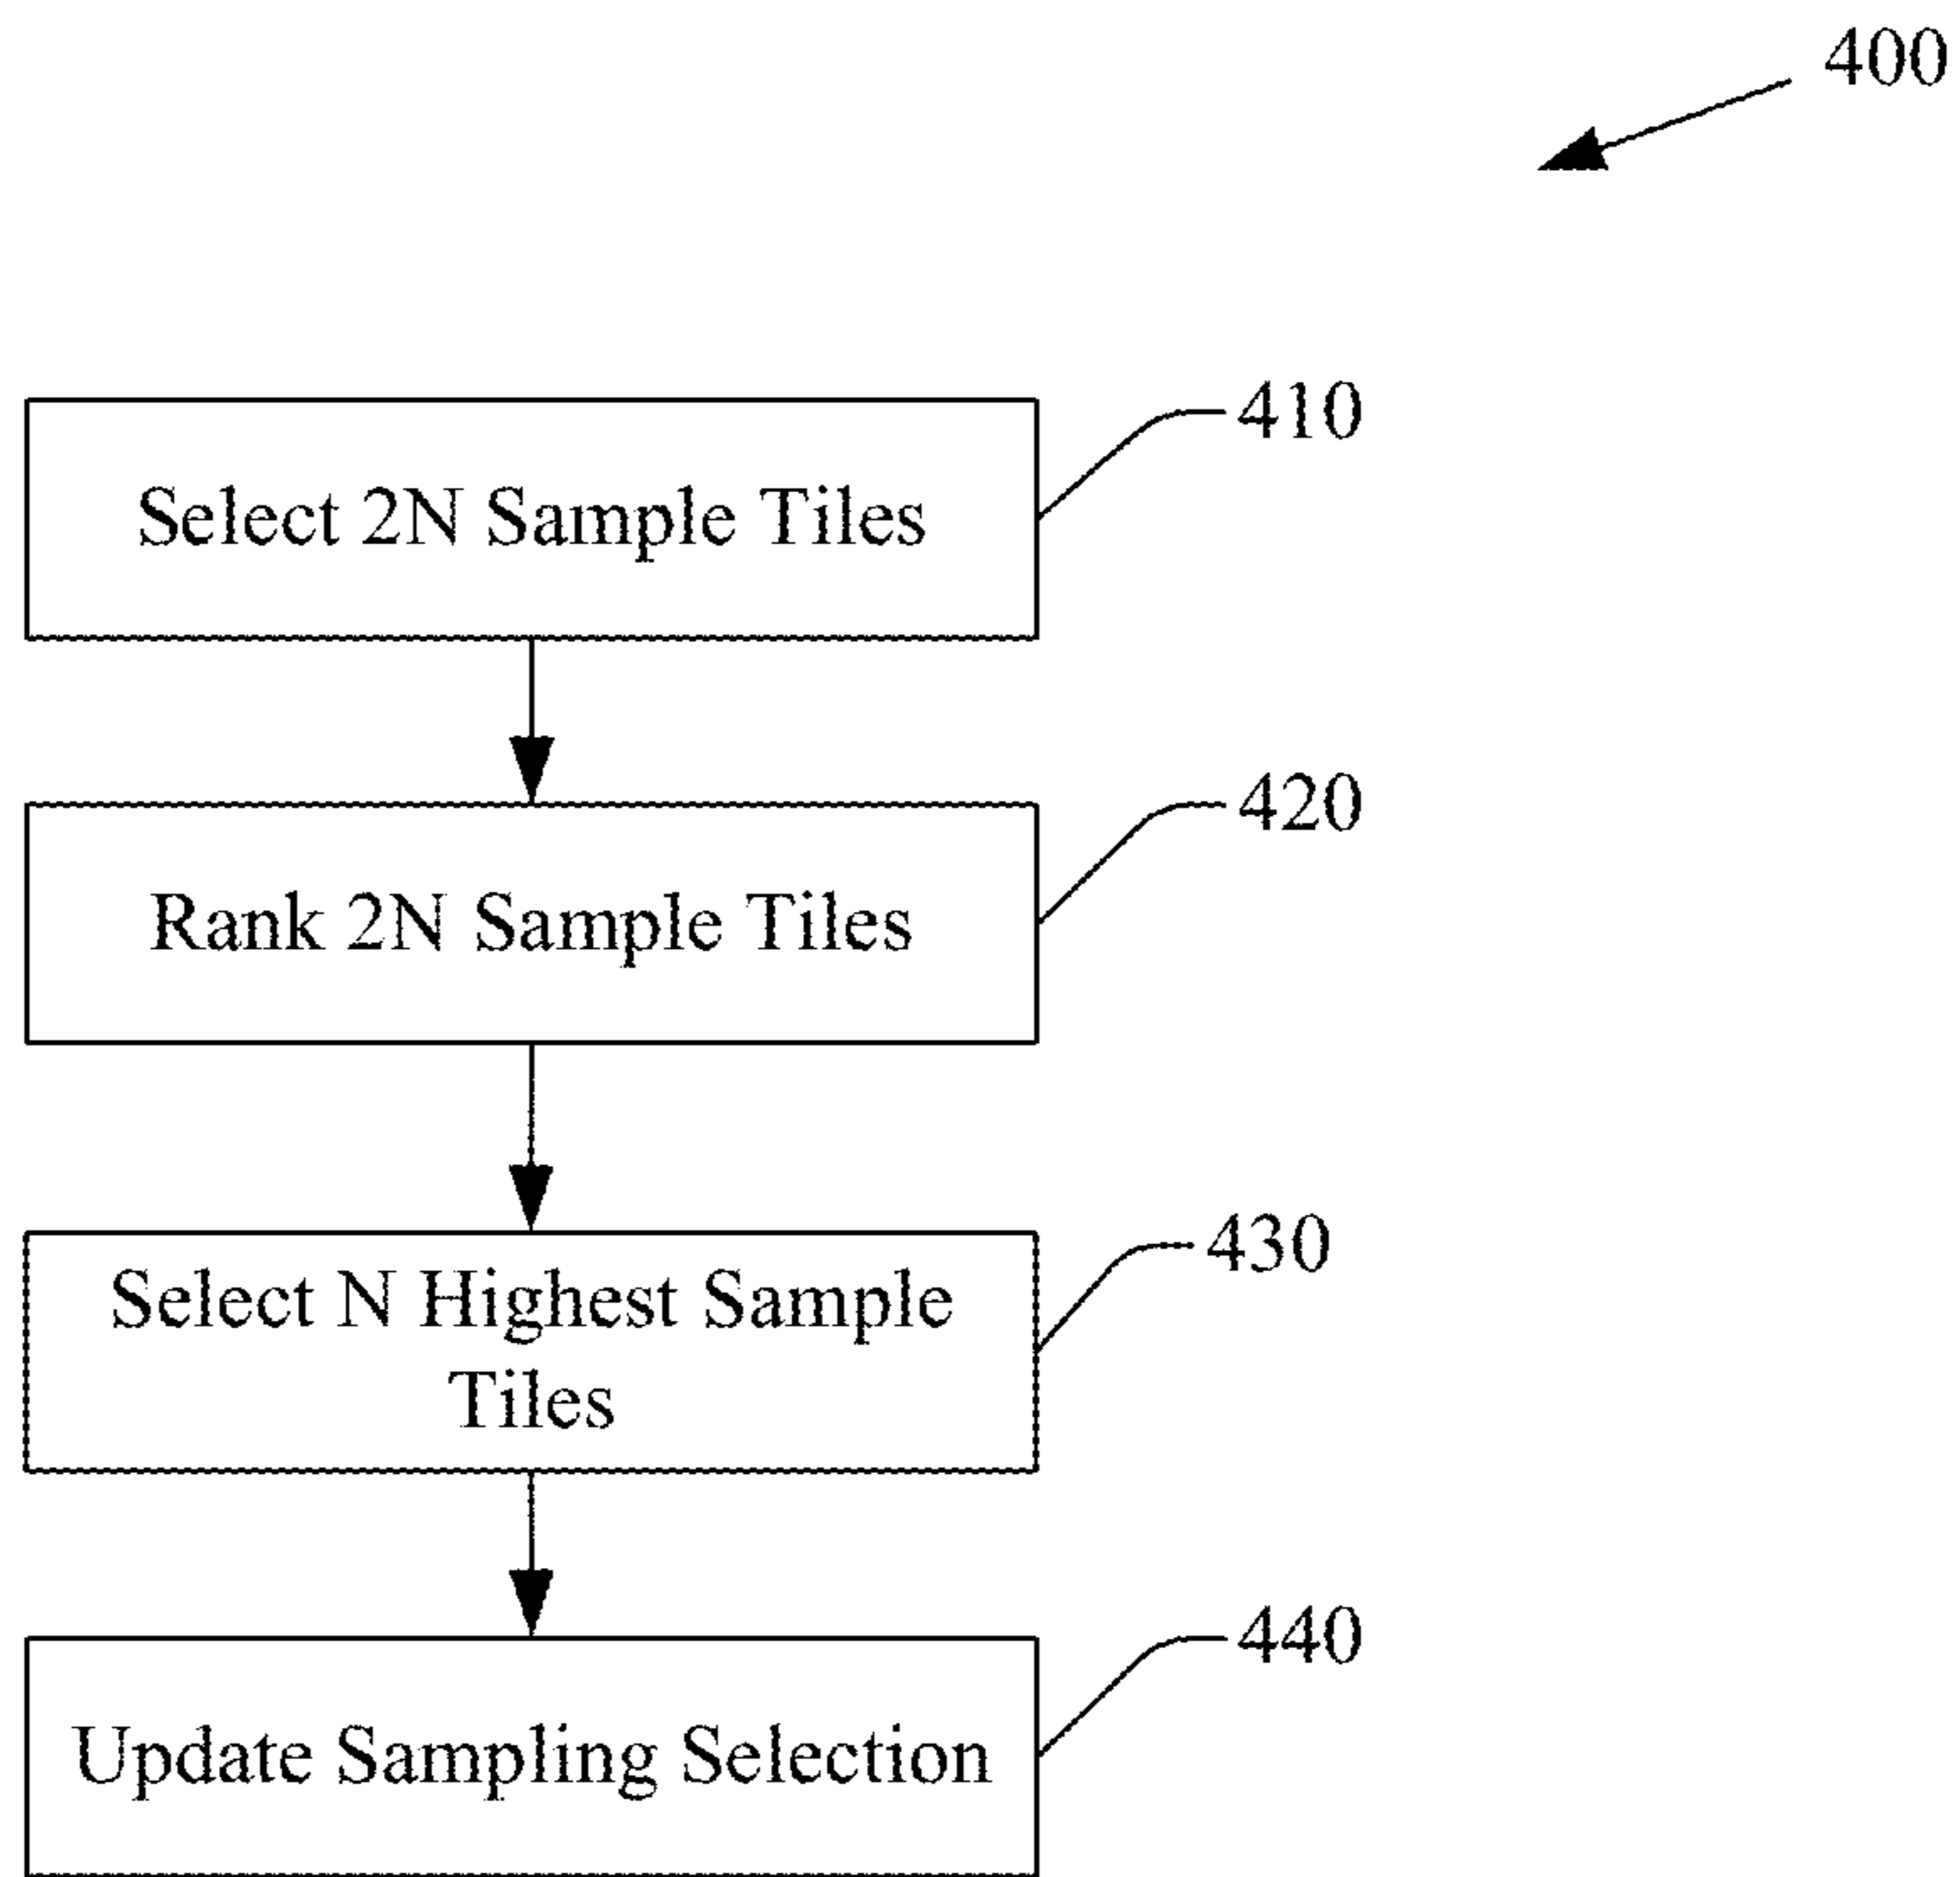 400
410
Select 2N Sample Tiles
420
Rank 2N Sample Tiles
430
Select N Highest Sample
Tiles
440
Update Sampling Selection